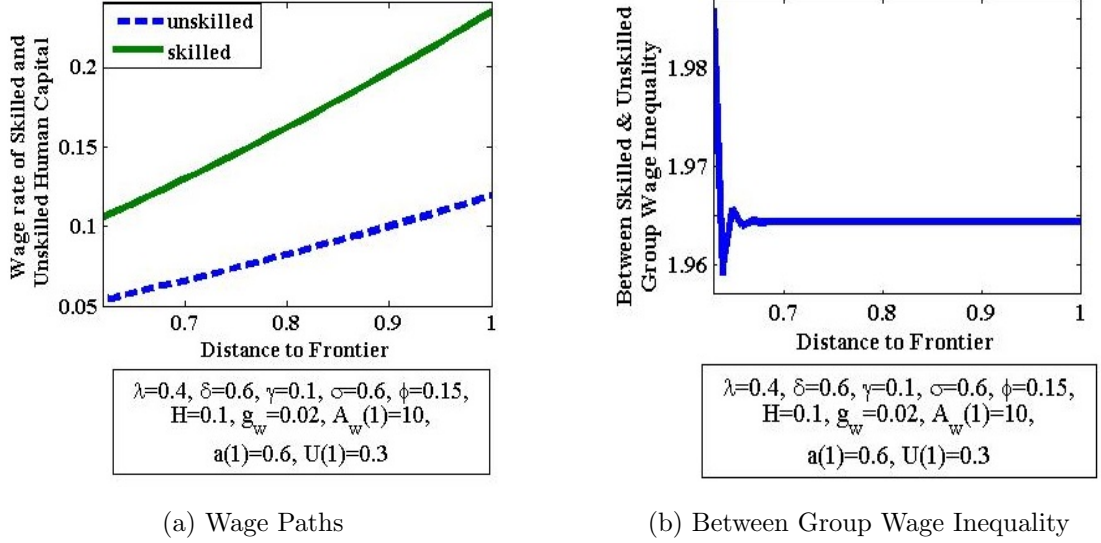 unskilled
skilled
Wage rate of Skilled and
Unskilled Human Capital
0.2
0.15
0.1
0.05
0.7 0.8 0.9 1
Distance to Frontier
λ=0.4, δ=0.6, γ=0.1, σ=0.6, ϕ=0.15,
H=0.1, g_w=0.02, A_w(1)=10,
a(1)=0.6, U(1)=0.3
(a) Wage Paths
Between Skilled & Unskilled
Group Wage Inequality
1.98
1.97
1.96
0.7 0.8 0.9 1
Distance to Frontier
λ=0.4, δ=0.6, γ=0.1, σ=0.6, ϕ=0.15,
H=0.1, g_w=0.02, A_w(1)=10,
a(1)=0.6, U(1)=0.3
(b) Between Group Wage Inequality